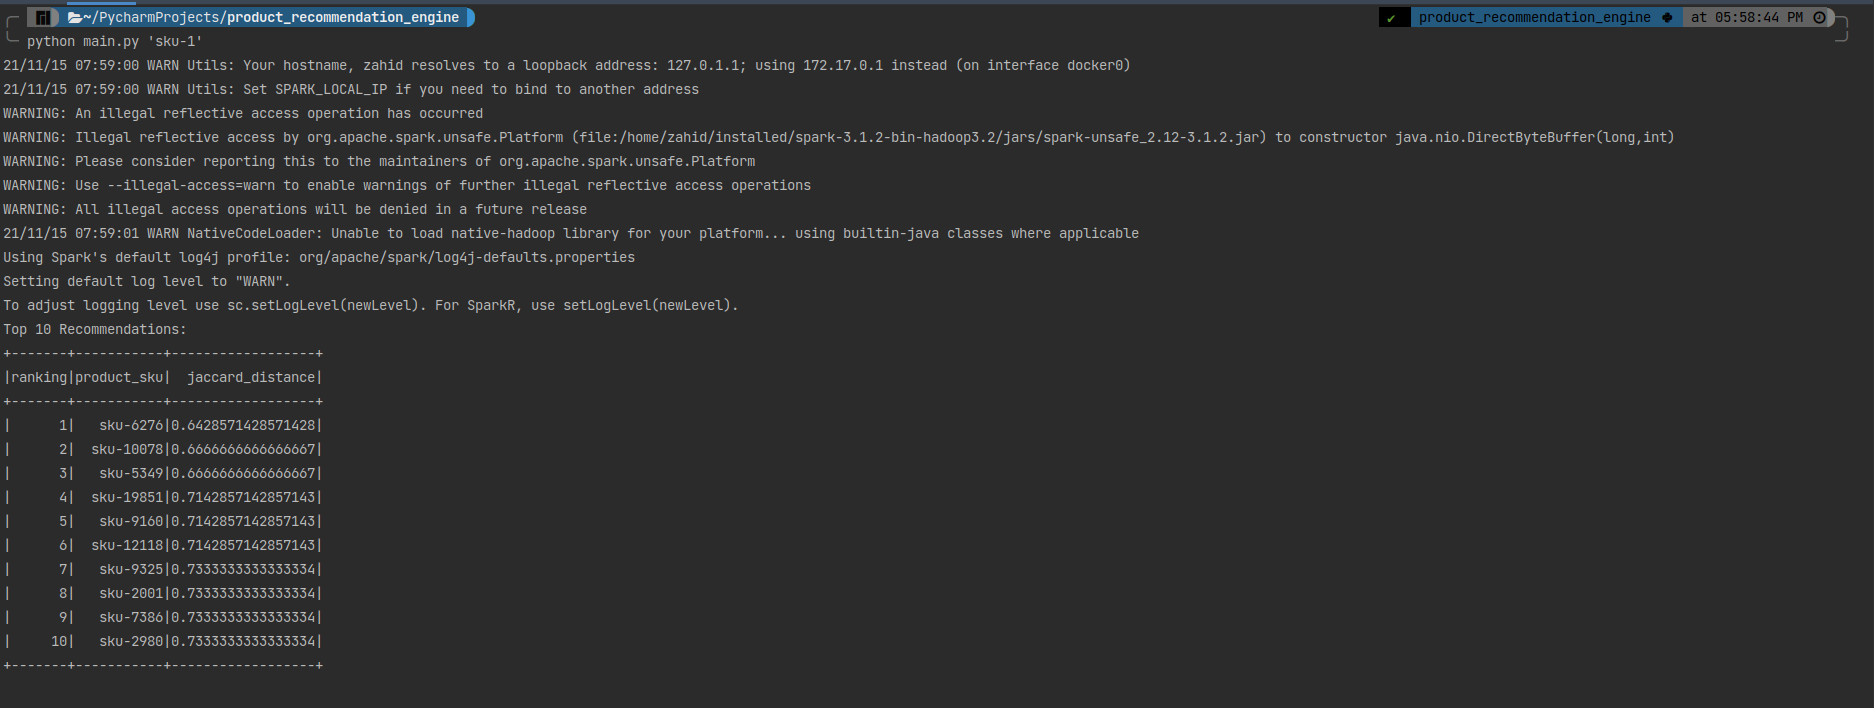 ~/PycharmProjects/product_recommendation_engine ✔ product_recommendation_engine at 05:58:44 PM
python main.py 'sku-1'
21/11/15 07:59:00 WARN Utils: Your hostname, zahid resolves to a loopback address: 127.0.1.1; using 172.17.0.1 instead (on interface docker0)
21/11/15 07:59:00 WARN Utils: Set SPARK_LOCAL_IP if you need to bind to another address
WARNING: An illegal reflective access operation has occurred
WARNING: Illegal reflective access by org.apache.spark.unsafe.Platform (file:/home/zahid/installed/spark-3.1.2-bin-hadoop3.2/jars/spark-unsafe_2.12-3.1.2.jar) to constructor java.nio.DirectByteBuffer(long,int)
WARNING: Please consider reporting this to the maintainers of org.apache.spark.unsafe.Platform
WARNING: Use --illegal-access=warn to enable warnings of further illegal reflective access operations
WARNING: All illegal access operations will be denied in a future release
21/11/15 07:59:01 WARN NativeCodeLoader: Unable to load native-hadoop library for your platform... using builtin-java classes where applicable
Using Spark's default log4j profile: org/apache/spark/log4j-defaults.properties
Setting default log level to "WARN".
To adjust logging level use sc.setLogLevel(newLevel). For SparkR, use setLogLevel(newLevel).
Top 10 Recommendations:
+-------+-----------+------------------+
|ranking|product_sku|  jaccard_distance|
+-------+-----------+------------------+
|      1|   sku-6276|0.6428571428571428|
|      2|  sku-10078|0.6666666666666667|
|      3|   sku-5349|0.6666666666666667|
|      4|  sku-19851|0.7142857142857143|
|      5|   sku-9160|0.7142857142857143|
|      6|  sku-12118|0.7142857142857143|
|      7|   sku-9325|0.7333333333333334|
|      8|   sku-2001|0.7333333333333334|
|      9|   sku-7386|0.7333333333333334|
|     10|   sku-2980|0.7333333333333334|
+-------+-----------+------------------+